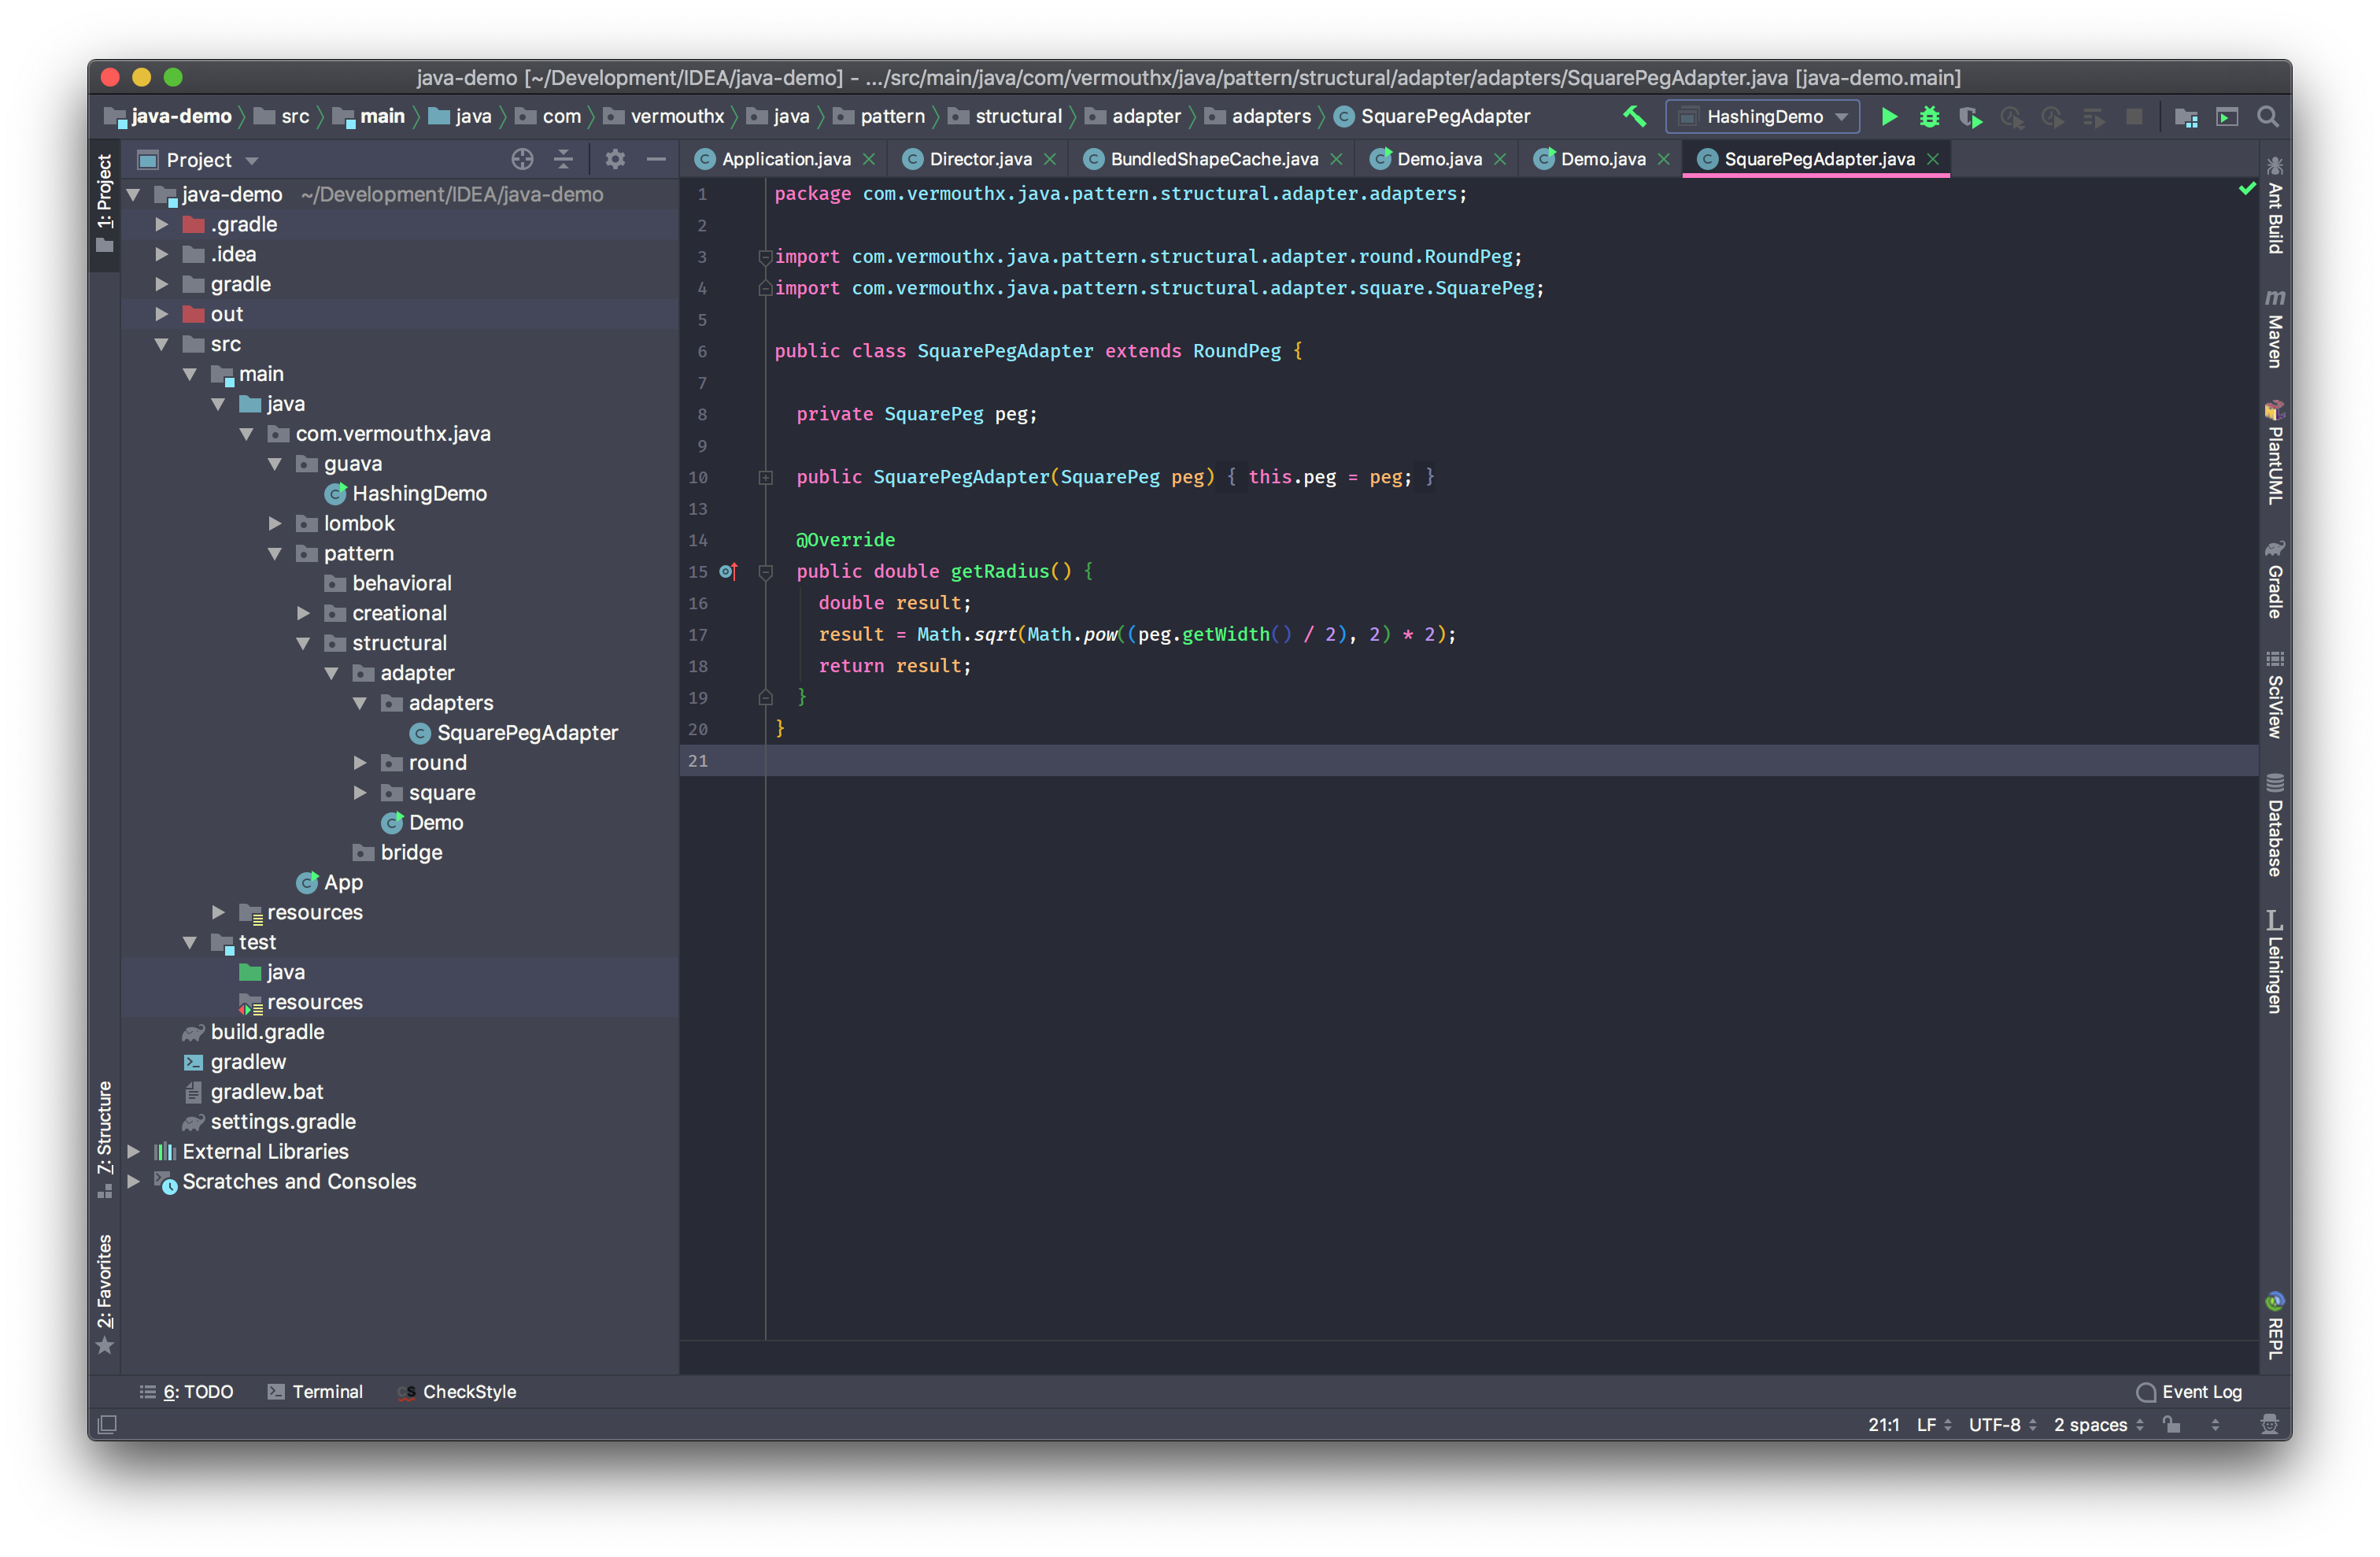 java-demo [~/Development/IDEA/java-demo] - .../src/main/java/com/vermouthx/java/pattern/structural/adapter/adapters/SquarePegAdapter.java [java-demo.main]
java-demo src main java com vermouthx java pattern structural adapter adapters SquarePegAdapter HashingDemo
1: Project
7: Structure
2: Favorites
Project
java-demo ~/Development/IDEA/java-demo
.gradle
.idea
gradle
out
src
main
java
com.vermouthx.java
guava
HashingDemo
lombok
pattern
behavioral
creational
structural
adapter
adapters
SquarePegAdapter
round
square
Demo
bridge
App
resources
test
java
resources
build.gradle
gradlew
gradlew.bat
settings.gradle
External Libraries
Scratches and Consoles
Application.java Director.java BundledShapeCache.java Demo.java Demo.java SquarePegAdapter.java
1 package com.vermouthx.java.pattern.structural.adapter.adapters;
2
3 import com.vermouthx.java.pattern.structural.adapter.round.RoundPeg;
4 import com.vermouthx.java.pattern.structural.adapter.square.SquarePeg;
5
6 public class SquarePegAdapter extends RoundPeg {
7
8 private SquarePeg peg;
9
10 public SquarePegAdapter(SquarePeg peg) { this.peg = peg; }
13
14 @Override
15 public double getRadius() {
16 double result;
17 result = Math.sqrt(Math.pow((peg.getWidth() / 2), 2) * 2);
18 return result;
19 }
20 }
21
Ant Build
m Maven
PlantUML
Gradle
SciView
Database
L Leiningen
REPL
6: TODO Terminal CS CheckStyle Event Log
21:1 LF UTF-8 2 spaces